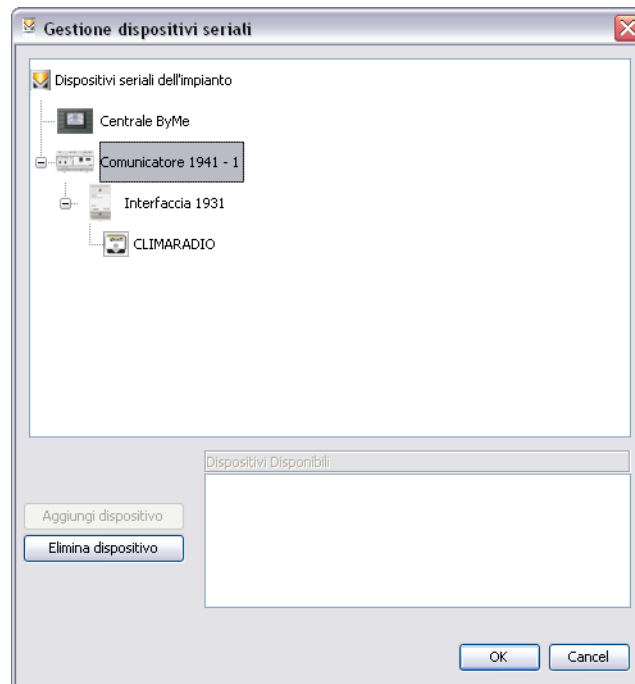 Gestione dispositivi seriali
Dispositivi seriali dell'impianto
Centrale ByMe
Comunicatore 1941 - 1
Interfaccia 1931
CLIMARADIO
Dispositivi Disponibili
Aggiungi dispositivo
Elimina dispositivo
OK Cancel